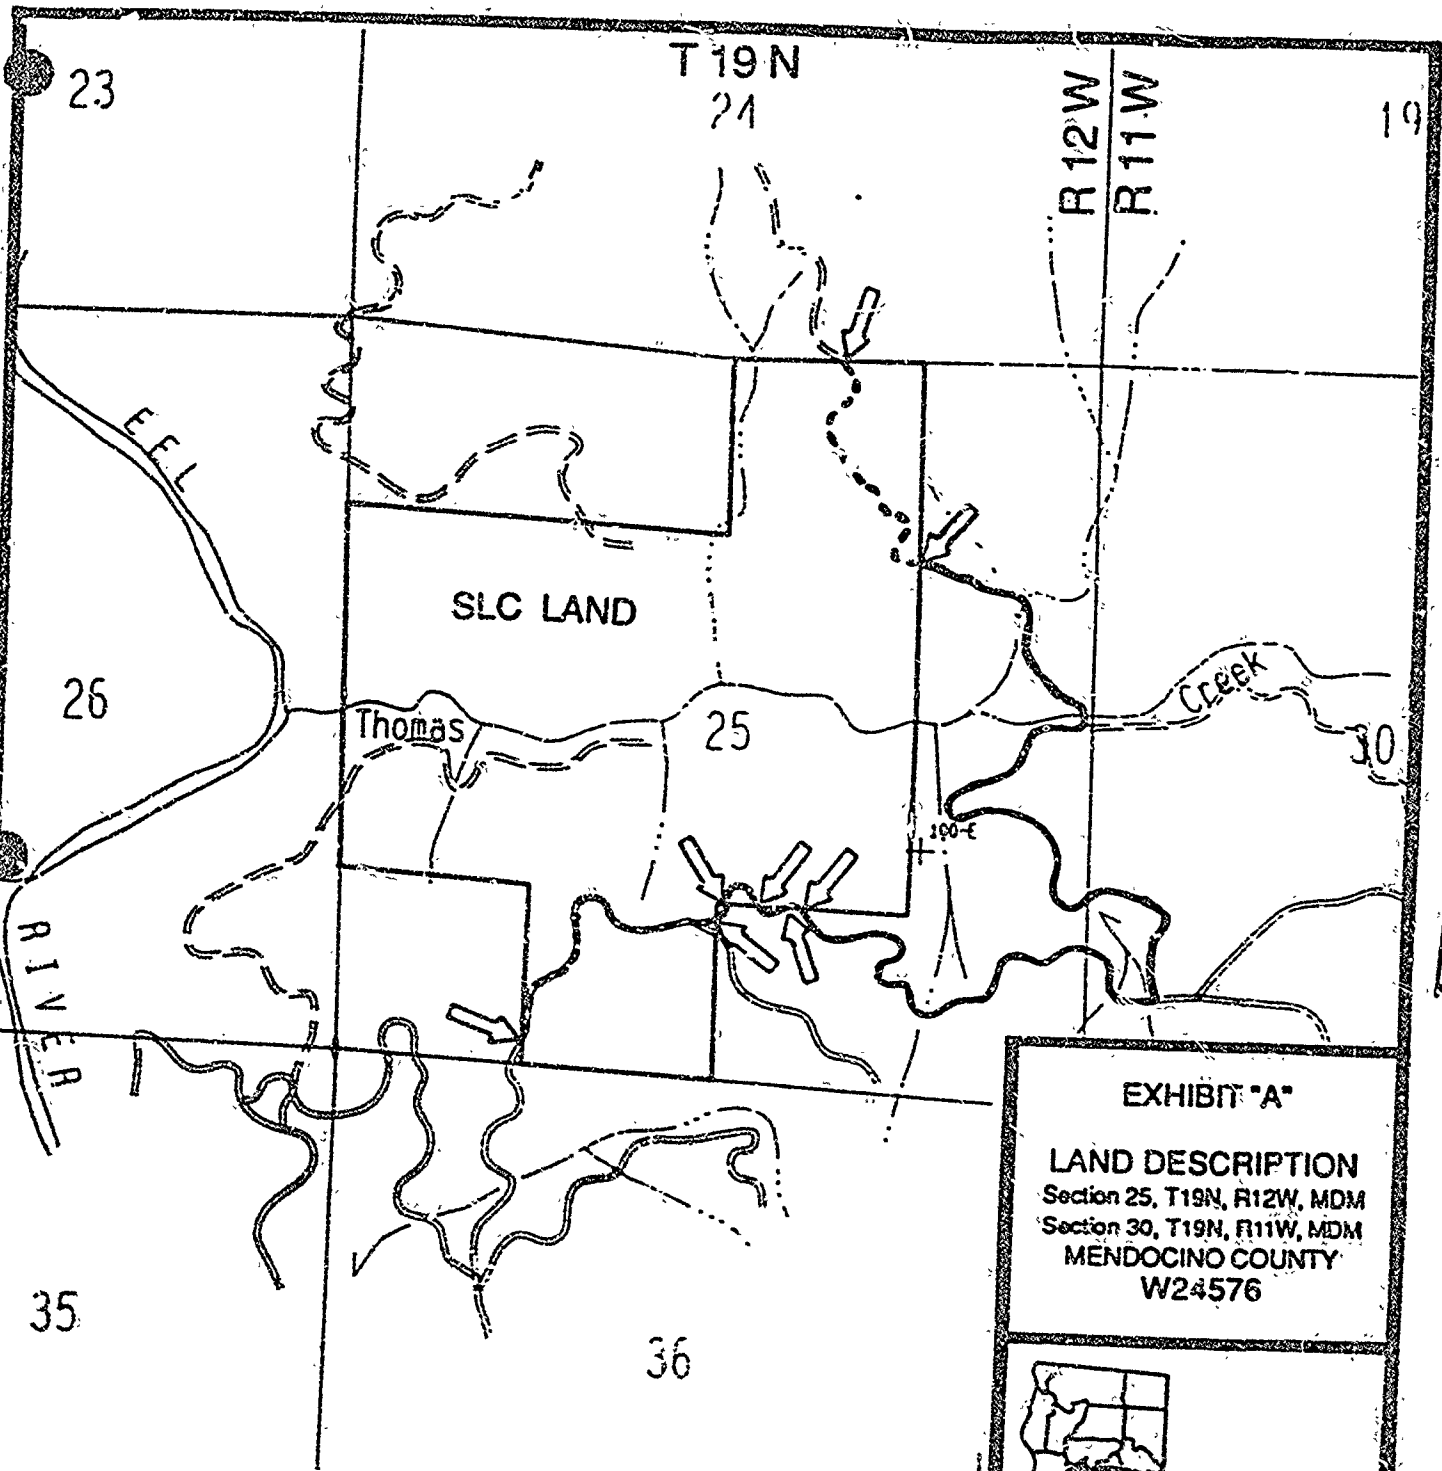 T 19 N
23
24
19
R 12 W
R 11 W
EEL
SLC LAND
26
Thomas
25
Creek
30
100-E
RIVER
EXHIBIT "A"
LAND DESCRIPTION
Section 25, T19N, R12W, MDM
Section 30, T19N, R11W, MDM
MENDOCINO COUNTY
W24576
35
36